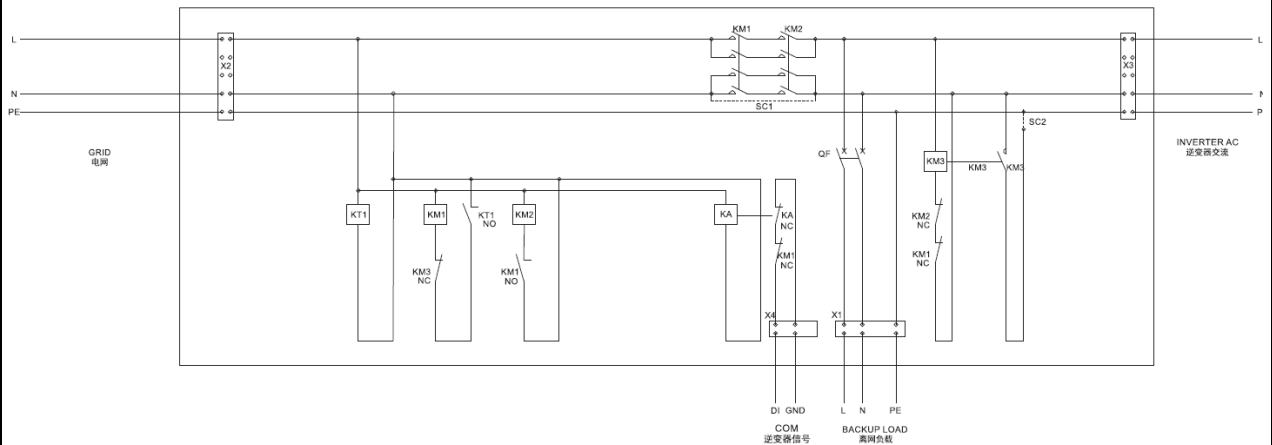 KM1 KM2
L L
X2 X3
N
SC1
PE
SC2
GRID
电网
QF
INVERTER AC
逆变器交流
KM3 KM3 KM3
KT1 KM1 KT1
NO
KM2 KA KA
NC
KM2
NC
KM3
NC
KM1
NO
KM1
NC
KM1
NC
X4 X1
DI GND L N PE
COM
逆变器信号
BACKUP LOAD
离网负载